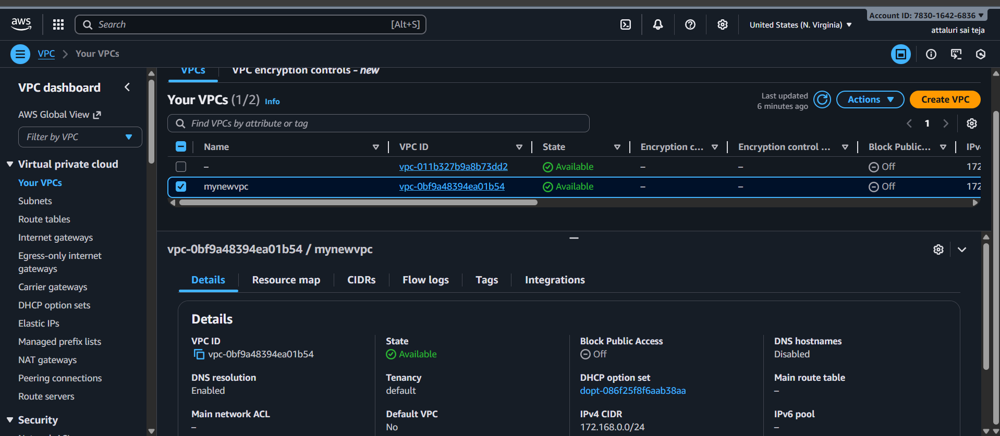 aws
Search [Alt+S]
United States (N. Virginia)
Account ID: 7830-1642-6836
attaluri sai teja
VPC
Your VPCs
VPC dashboard
AWS Global View
Filter by VPC
Virtual private cloud
Your VPCs
Subnets
Route tables
Internet gateways
Egress-only internet
gateways
Carrier gateways
DHCP option sets
Elastic IPs
Managed prefix lists
NAT gateways
Peering connections
Route servers
Security
VPCs
VPC encryption controls - new
Your VPCs (1/2) Info
Last updated
6 minutes ago
Actions
Create VPC
Find VPCs by attribute or tag
1
Name VPC ID State Encryption c... Encryption control ... Block Public...
– vpc-011b327b9a8b73dd2 Available – – Off 172
mynewvpc vpc-0bf9a48394ea01b54 Available – – Off 172
vpc-0bf9a48394ea01b54 / mynewvpc
Details Resource map CIDRs Flow logs Tags Integrations
Details
VPC ID
vpc-0bf9a48394ea01b54
State
Available
Block Public Access
Off
DNS hostnames
Disabled
DNS resolution
Enabled
Tenancy
default
DHCP option set
dopt-086f25f8f6aab38aa
Main route table
–
Main network ACL
–
Default VPC
No
IPv4 CIDR
172.168.0.0/24
IPv6 pool
–